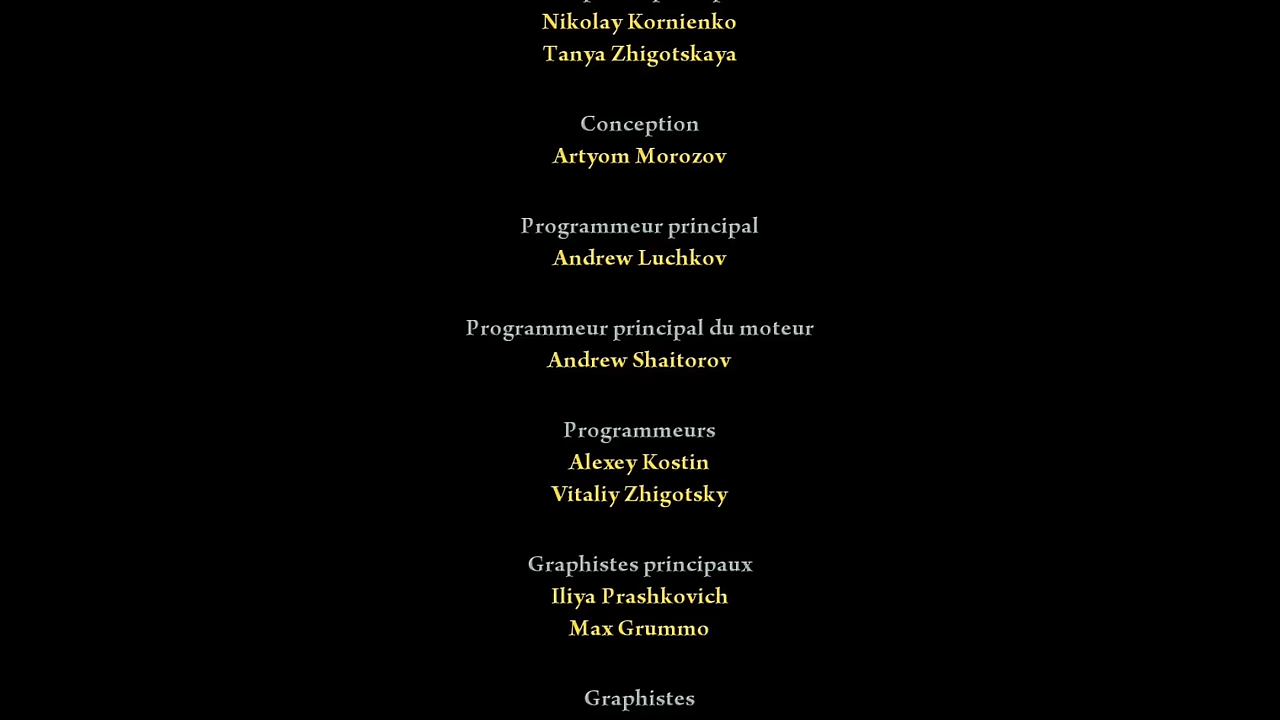 Nikolay Kornienko
Tanya Zhigotskaya
Conception
Artyom Morozov
Programmeur principal
Andrew Luchkov
Programmeur principal du moteur
Andrew Shaitorov
Programmeurs
Alexey Kostin
Vitaliy Zhigotsky
Graphistes principaux
Iliya Prashkovich
Max Grummo
Graphistes